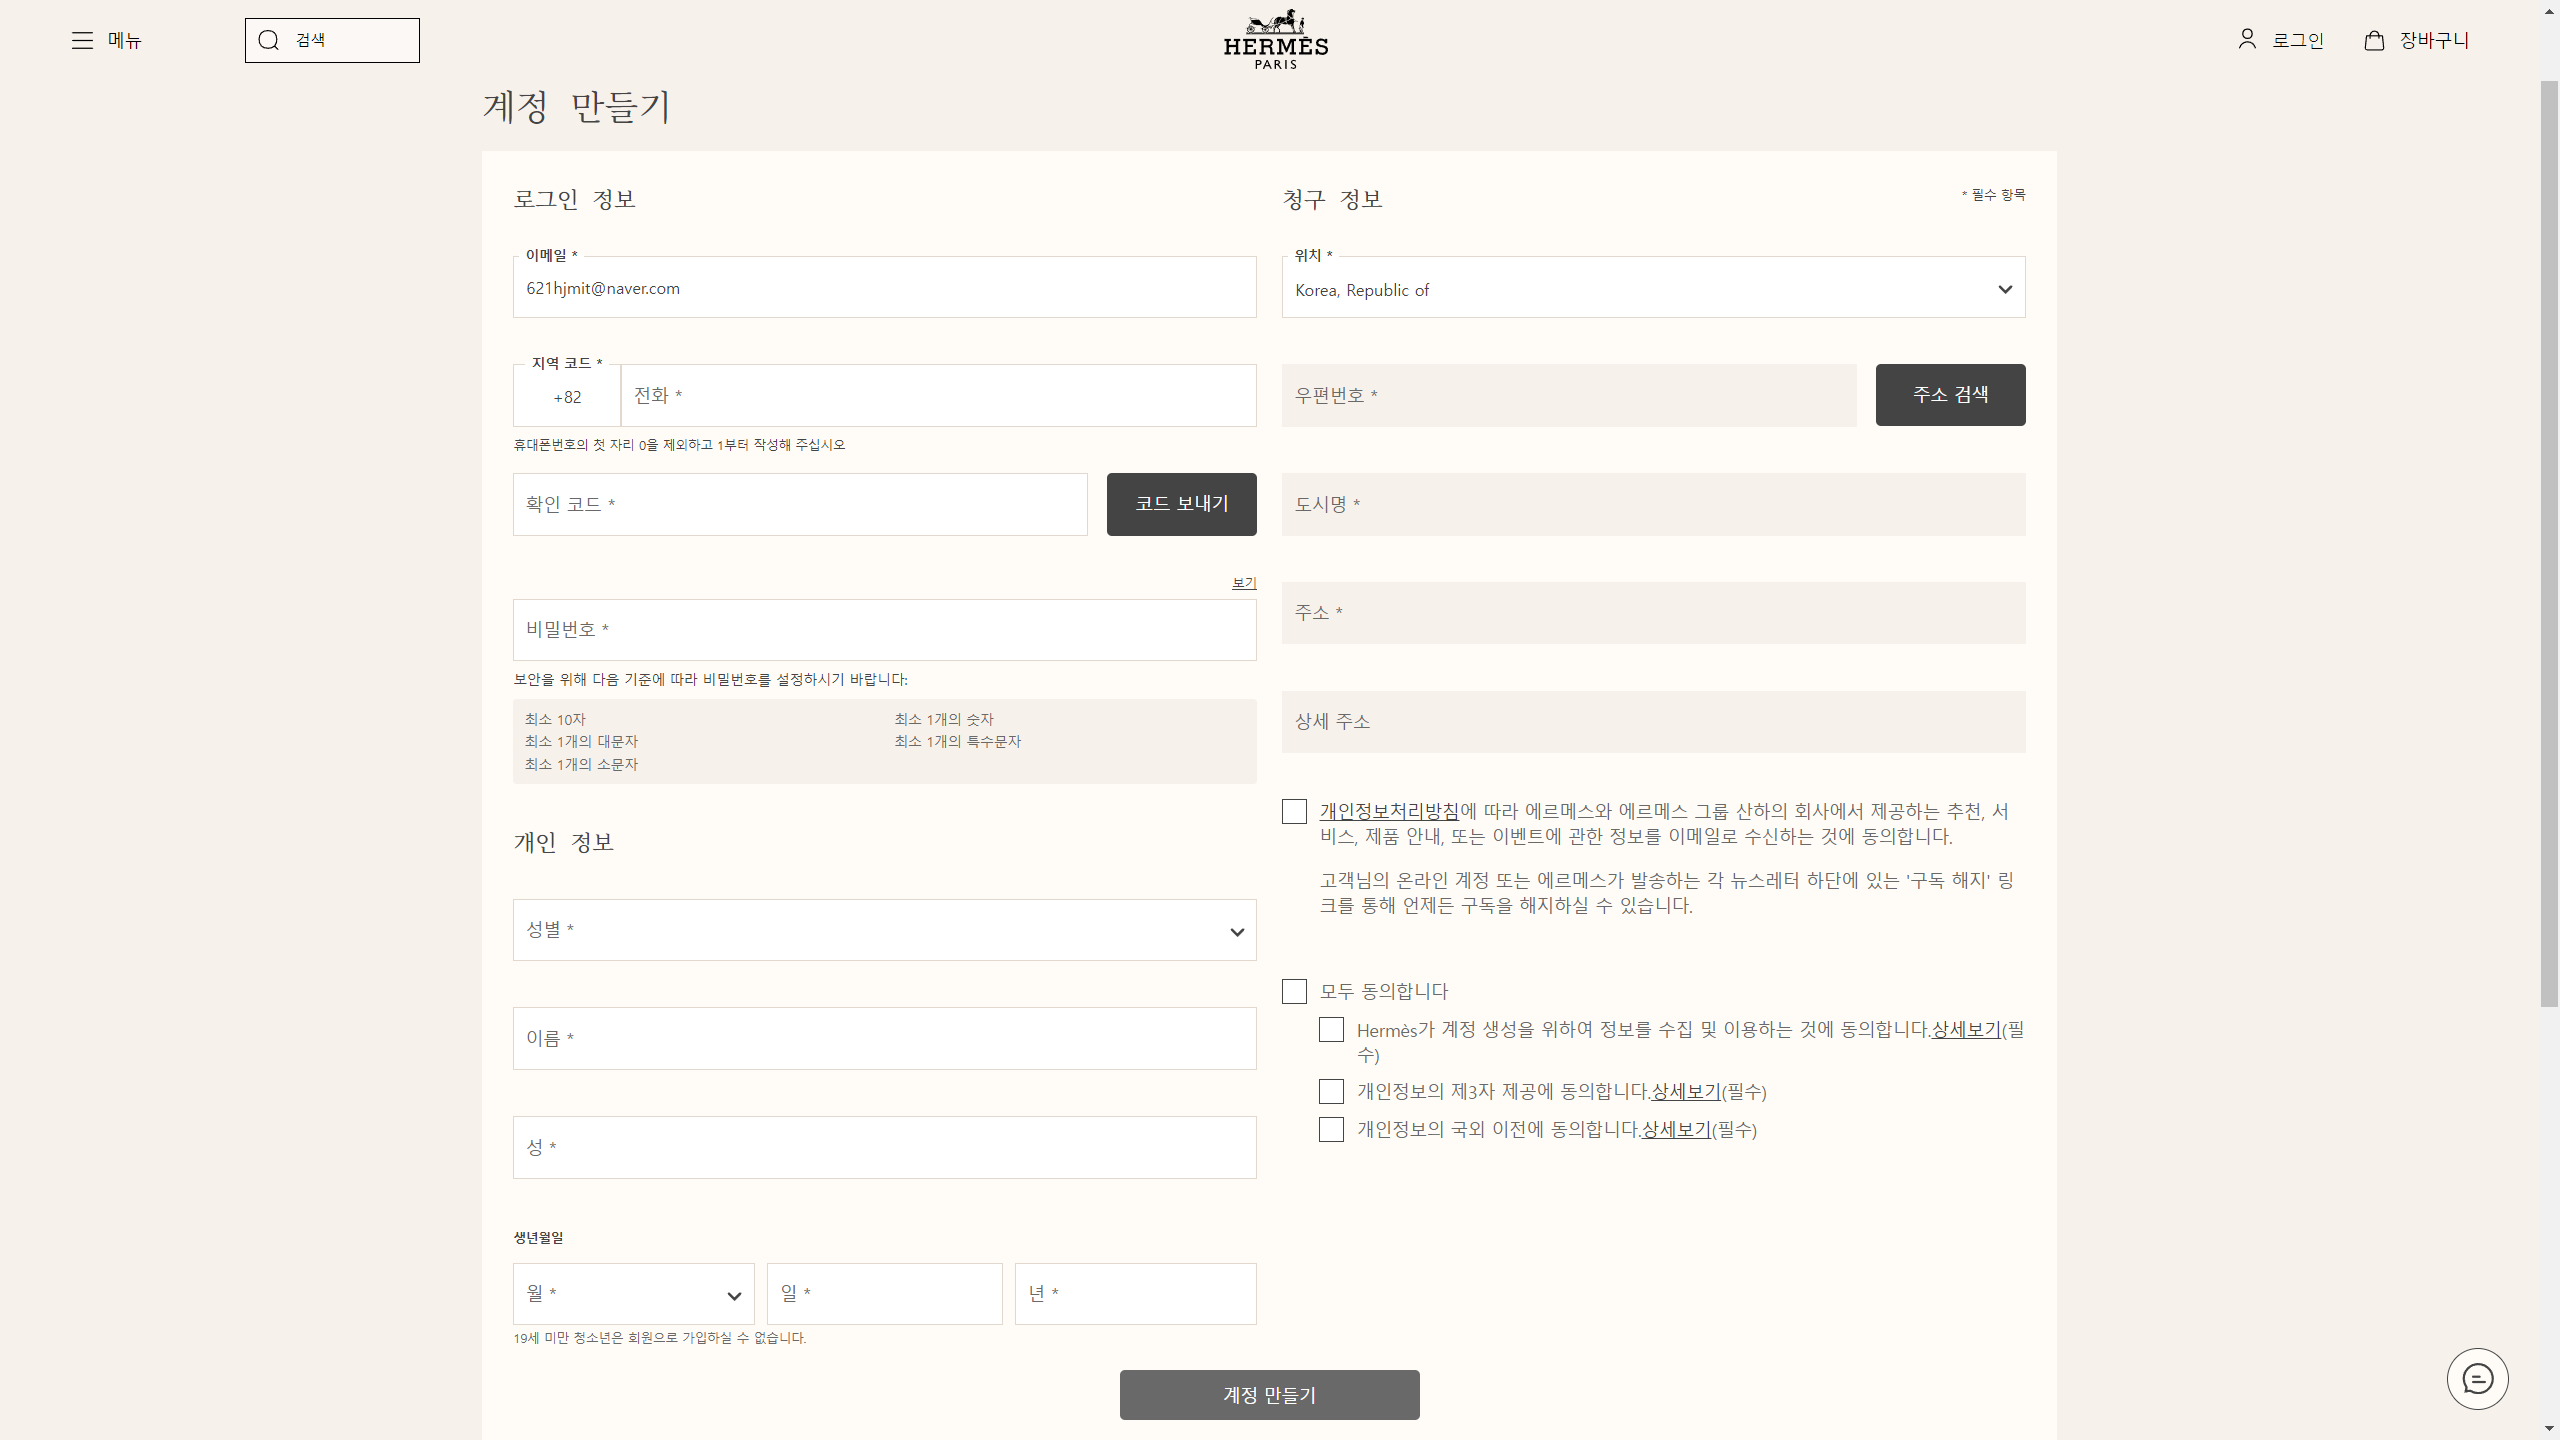 메뉴
검색
HERMÈS
PARIS
로그인
장바구니
계정 만들기
로그인 정보
이메일 *
621hjmit@naver.com
지역 코드 *
+82
전화 *
휴대폰번호의 첫 자리 0을 제외하고 1부터 작성해 주십시오
확인 코드 *
코드 보내기
보기
비밀번호 *
보안을 위해 다음 기준에 따라 비밀번호를 설정하시기 바랍니다:
최소 10자
최소 1개의 대문자
최소 1개의 소문자
최소 1개의 숫자
최소 1개의 특수문자
개인 정보
성별 *
이름 *
성 *
생년월일
월 *
일 *
년 *
19세 미만 청소년은 회원으로 가입하실 수 없습니다.
청구 정보
* 필수 항목
위치 *
Korea, Republic of
우편번호 *
주소 검색
도시명 *
주소 *
상세 주소
개인정보처리방침에 따라 에르메스와 에르메스 그룹 산하의 회사에서 제공하는 추천, 서
비스, 제품 안내, 또는 이벤트에 관한 정보를 이메일로 수신하는 것에 동의합니다.
고객님의 온라인 계정 또는 에르메스가 발송하는 각 뉴스레터 하단에 있는 '구독 해지' 링
크를 통해 언제든 구독을 해지하실 수 있습니다.
모두 동의합니다
Hermès가 계정 생성을 위하여 정보를 수집 및 이용하는 것에 동의합니다.상세보기(필
수)
개인정보의 제3자 제공에 동의합니다.상세보기(필수)
개인정보의 국외 이전에 동의합니다.상세보기(필수)
계정 만들기